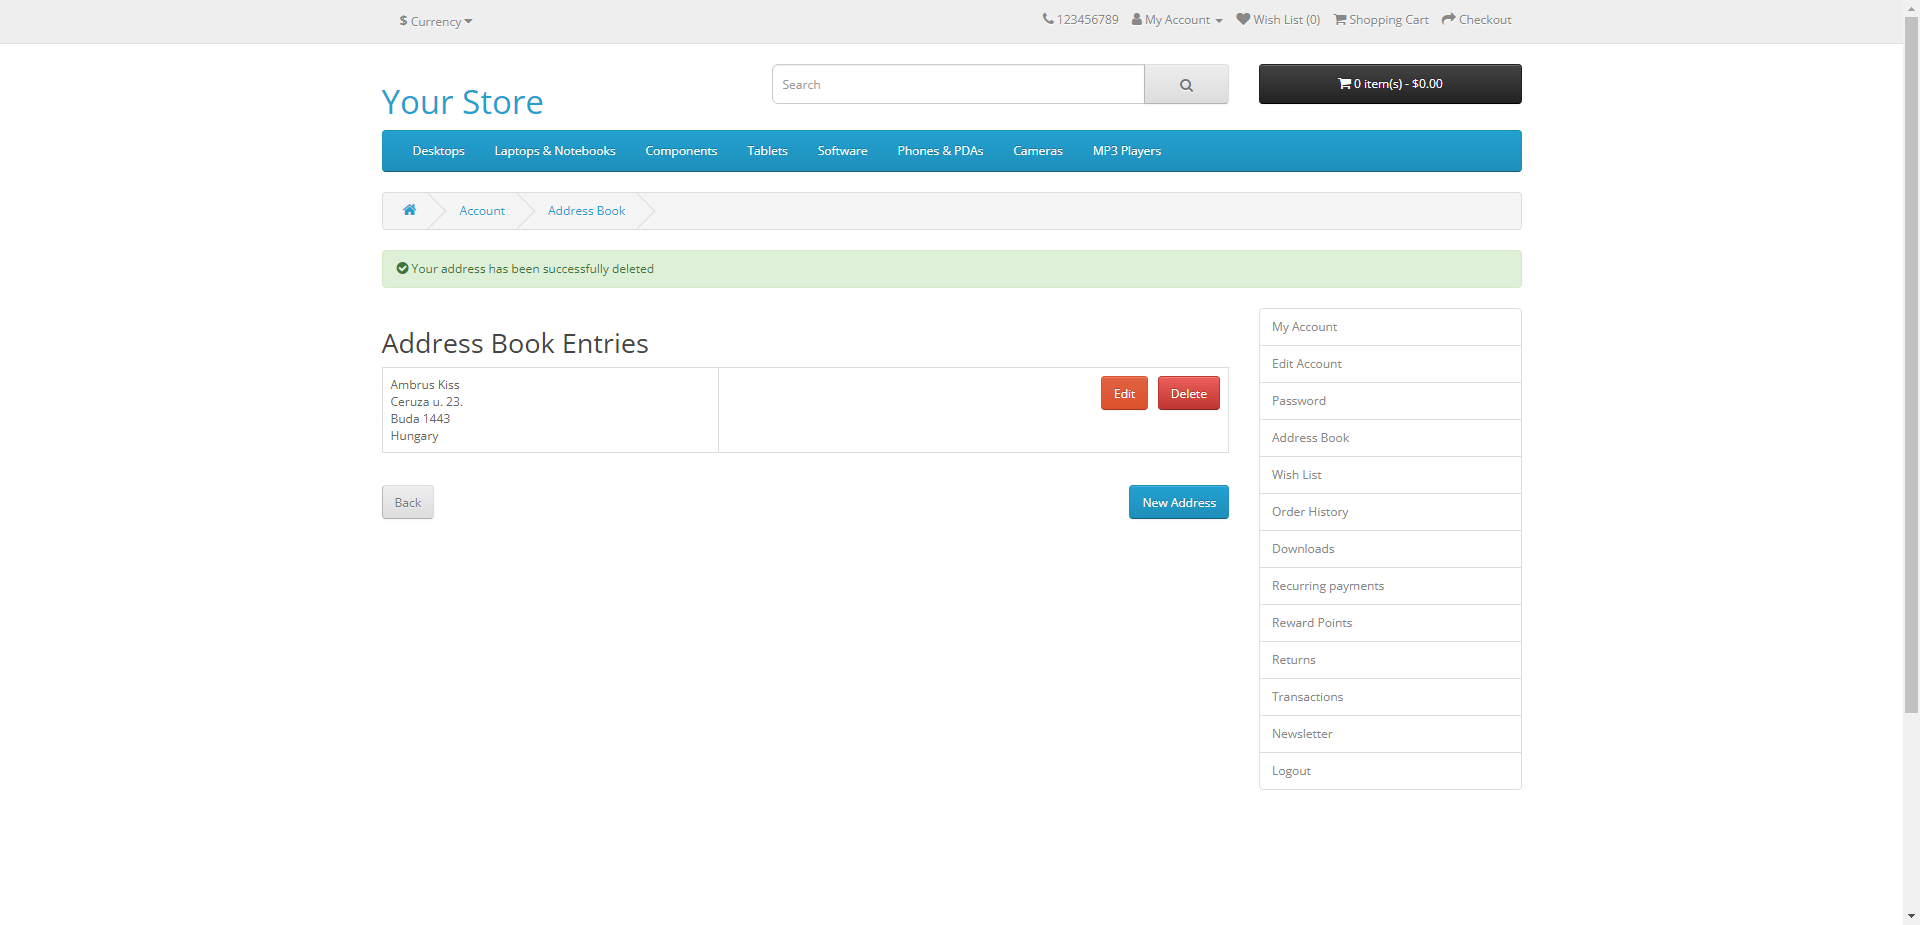 $ Currency
123456789 My Account Wish List (0) Shopping Cart Checkout
Your Store
Search
0 item(s) - $0.00
Desktops Laptops & Notebooks Components Tablets Software Phones & PDAs Cameras MP3 Players
Account Address Book
Your address has been successfully deleted
Address Book Entries
Ambrus Kiss
Ceruza u. 23.
Buda 1443
Hungary
Edit Delete
Back New Address
My Account
Edit Account
Password
Address Book
Wish List
Order History
Downloads
Recurring payments
Reward Points
Returns
Transactions
Newsletter
Logout